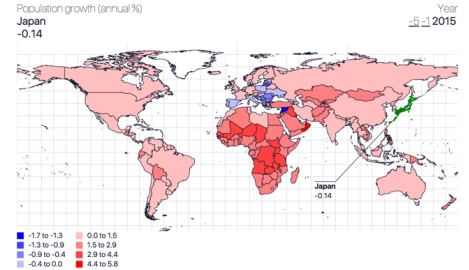 Population growth (annual %)
Year
Japan
-5 -1 2015
-0.14
Japan
-0.14
-1.7 to -1.3
0.0 to 1.5
-1.3 to -0.9
1.5 to 2.9
-0.9 to -0.4
2.9 to 4.4
-0.4 to 0.0
4.4 to 5.8